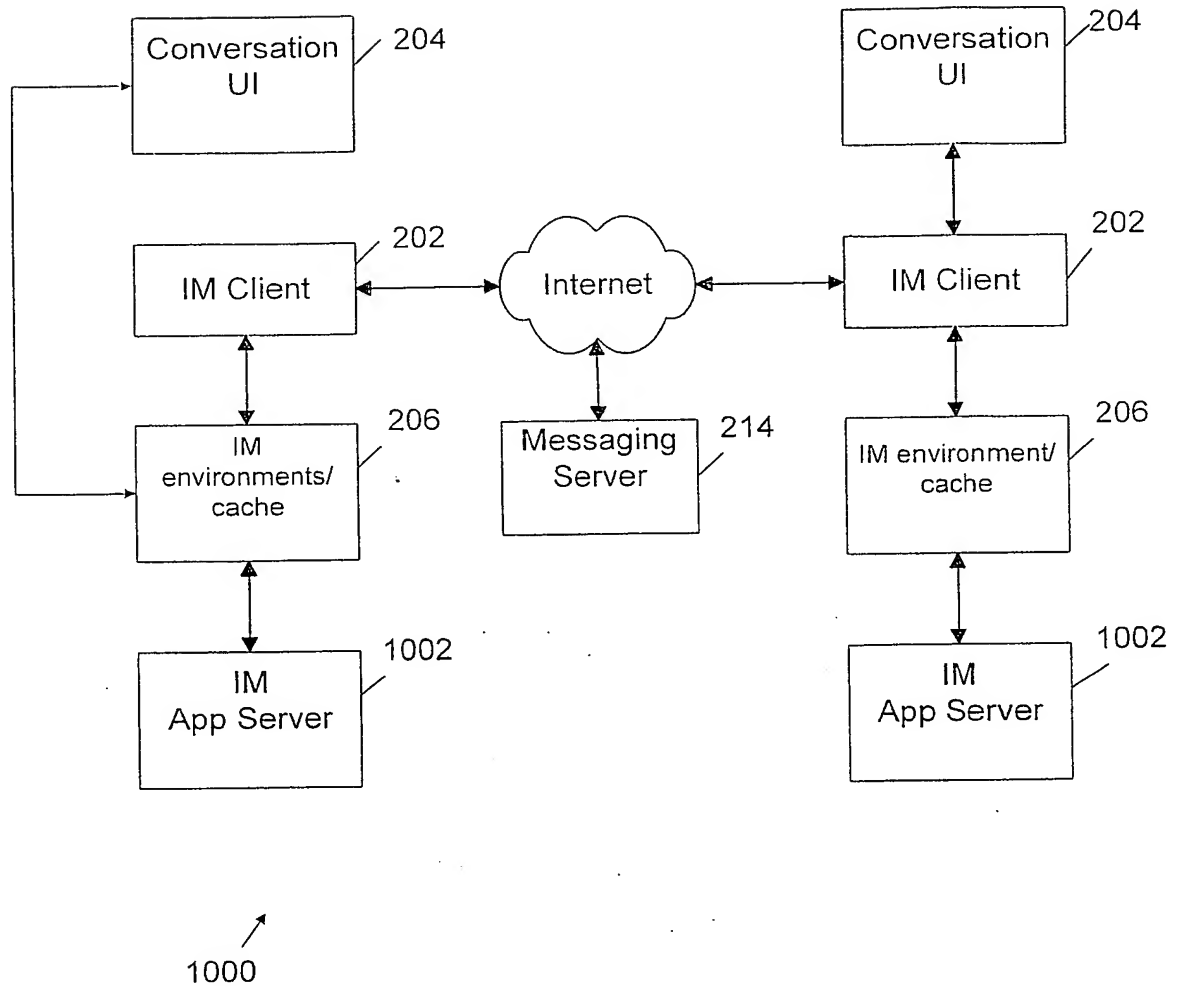 Conversation
UI
204
Conversation
UI
204
IM Client
202
Internet
IM Client
202
IM
environments/
cache
206
Messaging
Server
214
IM environment/
cache
206
IM
App Server
1002
IM
App Server
1002
1000